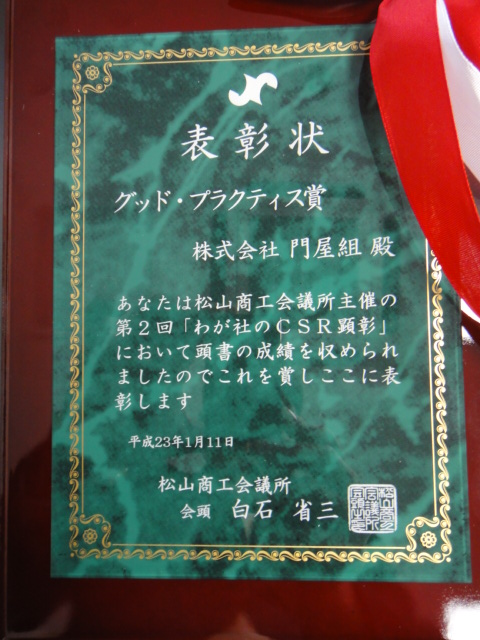 表彰状
グッド・プラクティス賞
株式会社 門屋組 殿
あなたは松山商工会議所主催の
第2回「わが社のCSR顕彰」
において頭書の成績を収められ
ましたのでこれを賞しここに表
彰します
平成23年1月11日
松山商工会議所
会頭 白石 省三